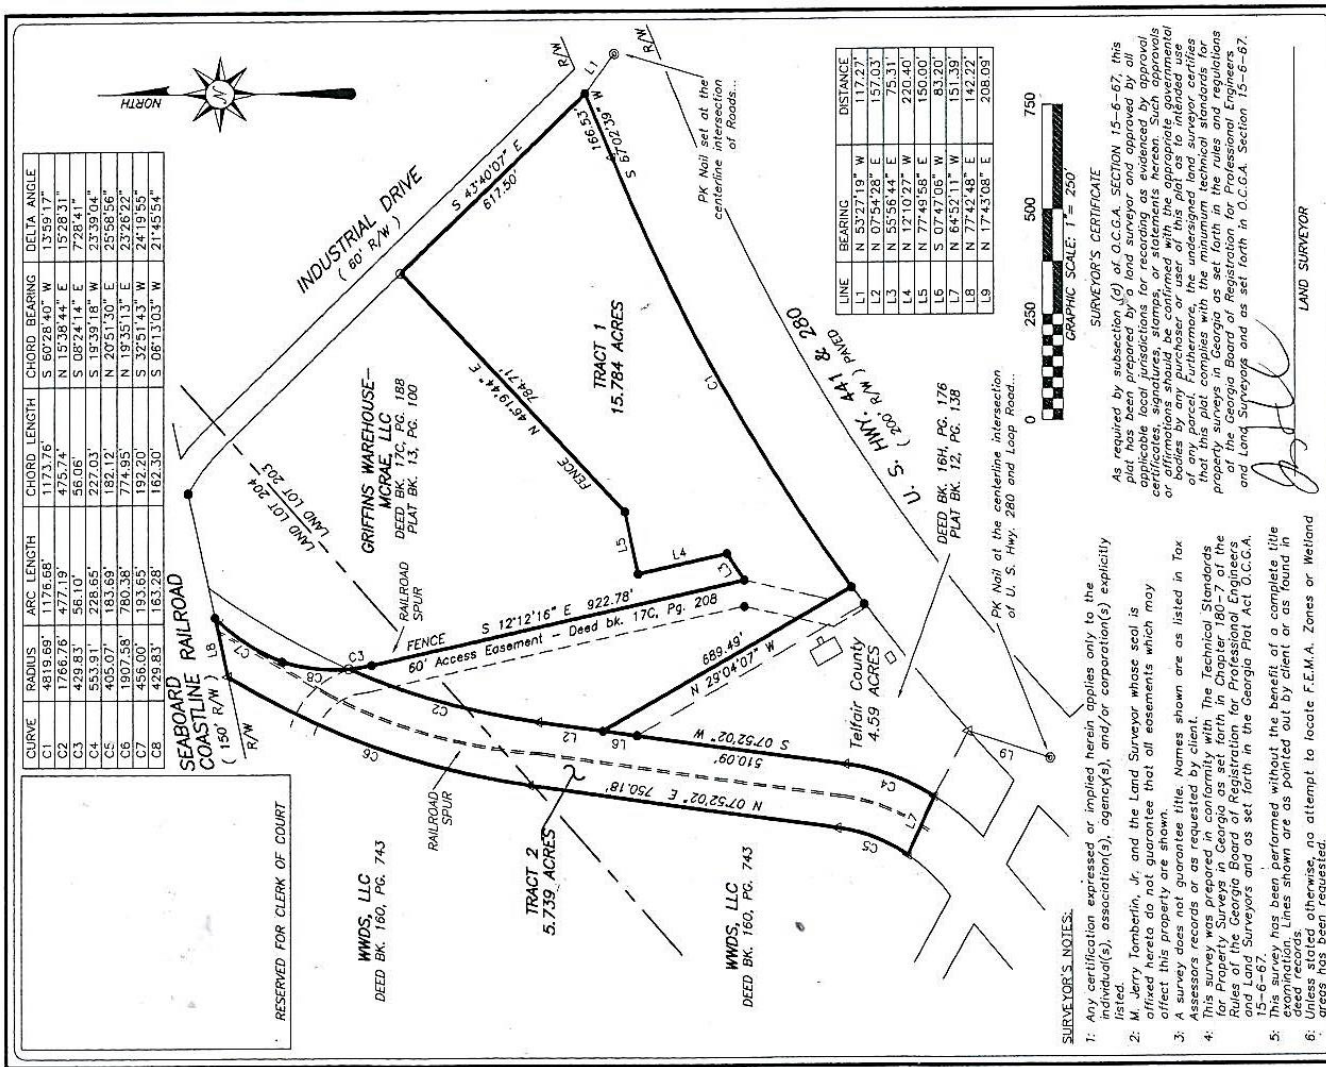 CURVE RADIUS ARC LENGTH CHORD LENGTH CHORD BEARING DELTA ANGLE
C1 4819.69' 1176.68' 1173.76' S 60°28'40" W 13°59'17"
C2 1766.76' 477.19' 475.74' N 15°38'44" E 15°28'31"
C3 429.83' 56.10' 56.06' S 08°24'14" E 7°28'41"
C4 553.91' 228.65' 227.03' S 19°39'18" W 23°39'04"
C5 407.07' 183.69' 182.12' N 20°51'30" E 25°58'56"
C6 1907.58' 780.38' 774.95' N 19°35'13" E 23°26'22"
C7 456.00' 193.65' 192.20' S 32°51'43" W 24°19'55"
C8 429.83' 163.28' 162.30' S 06°13'03" W 21°45'54"
NORTH
N
RESERVED FOR CLERK OF COURT
SEABOARD RAILROAD
COASTLINE
( 150' R/W )
R/W
INDUSTRIAL DRIVE
( 60' R/W )
R/W
R/W
L1
S 43°40'07" E
617.50'
166.53'
S 67°02'39" W
LAND LOT 204
LAND LOT 203
GRIFFINS WAREHOUSE-
MCRAE, LLC
DEED BK. 17C, PG. 188
PLAT BK. 13, PG. 100
N 46°19'44" E
784.71'
FENCE
TRACT 1
15.784 ACRES
C1
PK Nail set at the
centerline intersection
of Roads...
L8
C7
C8
C3
RAILROAD
SPUR
FENCE
S 12°12'16" E 922.78'
60' Access Easement - Deed bk. 17C, Pg. 208
L5
L4
L3
C6
C2
L2
L6
RAILROAD
SPUR
N 29°04'07" W
689.49'
S 07°52'02" W
510.09'
N 07°52'02" E
750.18'
WWDS, LLC
DEED BK. 160, PG. 743
TRACT 2
5.739 ACRES
WWDS, LLC
DEED BK. 160, PG. 743
C5
C4
L7
L9
Telfair County
4.59 ACRES
DEED BK. 16H, PG. 176
PLAT BK. 12, PG. 138
U. S. HWY. 441 & 280
( 200' R/W ) PAVED
PK Nail at the centerline intersection
of U. S. Hwy. 280 and Loop Road...
LINE BEARING DISTANCE
L1 N 53°27'19" W 117.27'
L2 N 07°54'28" E 157.03'
L3 N 55°56'44" E 75.31'
L4 N 12°10'27" W 220.40'
L5 N 77°49'58" E 150.00'
L6 S 07°47'06" W 83.20'
L7 N 64°52'11" W 151.39'
L8 N 77°42'48" E 142.22'
L9 N 17°43'08" E 208.09'
0 250 500 750
GRAPHIC SCALE: 1"= 250'
SURVEYOR'S CERTIFICATE
As required by subsection (d) of O.C.G.A. SECTION 15-6-67, this
plat has been prepared by a land surveyor and approved by all
applicable local jurisdictions for recording as evidenced by approval
certificates, signatures, stamps, or statements hereon. Such approvals
or affirmations should be confirmed with the appropriate governmental
bodies by any purchaser or user of this plat as to intended use
of any parcel. Furthermore, the undersigned land surveyor certifies
that this plat complies with the minimum technical standards for
property surveys in Georgia as set forth in the rules and regulations
of the Georgia Board of Registration for Professional Engineers
and Land Surveyors and as set forth in O.C.G.A. Section 15-6-67.
LAND SURVEYOR
SURVEYOR'S NOTES:
1: Any certification expressed or implied herein applies only to the
individual(s), association(s), agency(s), and/or corporation(s) explicitly
listed.
2: M. Jerry Tomberlin, Jr. and the Land Surveyor whose seal is
affixed hereto do not guarantee that all easements which may
affect this property are shown.
3: A survey does not guarantee title. Names shown are as listed in Tax
Assessors records or as requested by client.
4: This survey was prepared in conformity with The Technical Standards
for Property Surveys in Georgia as set forth in Chapter 180-7 of the
Rules of the Georgia Board of Registration for Professional Engineers
and Land Surveyors and as set forth in the Georgia Plat Act O.C.G.A.
15-6-67.
5: This survey has been performed without the benefit of a complete title
examination. Lines shown are as pointed out by client or as found in
deed records.
6: Unless stated otherwise, no attempt to locate F.E.M.A. Zones or Wetland
areas has been requested.